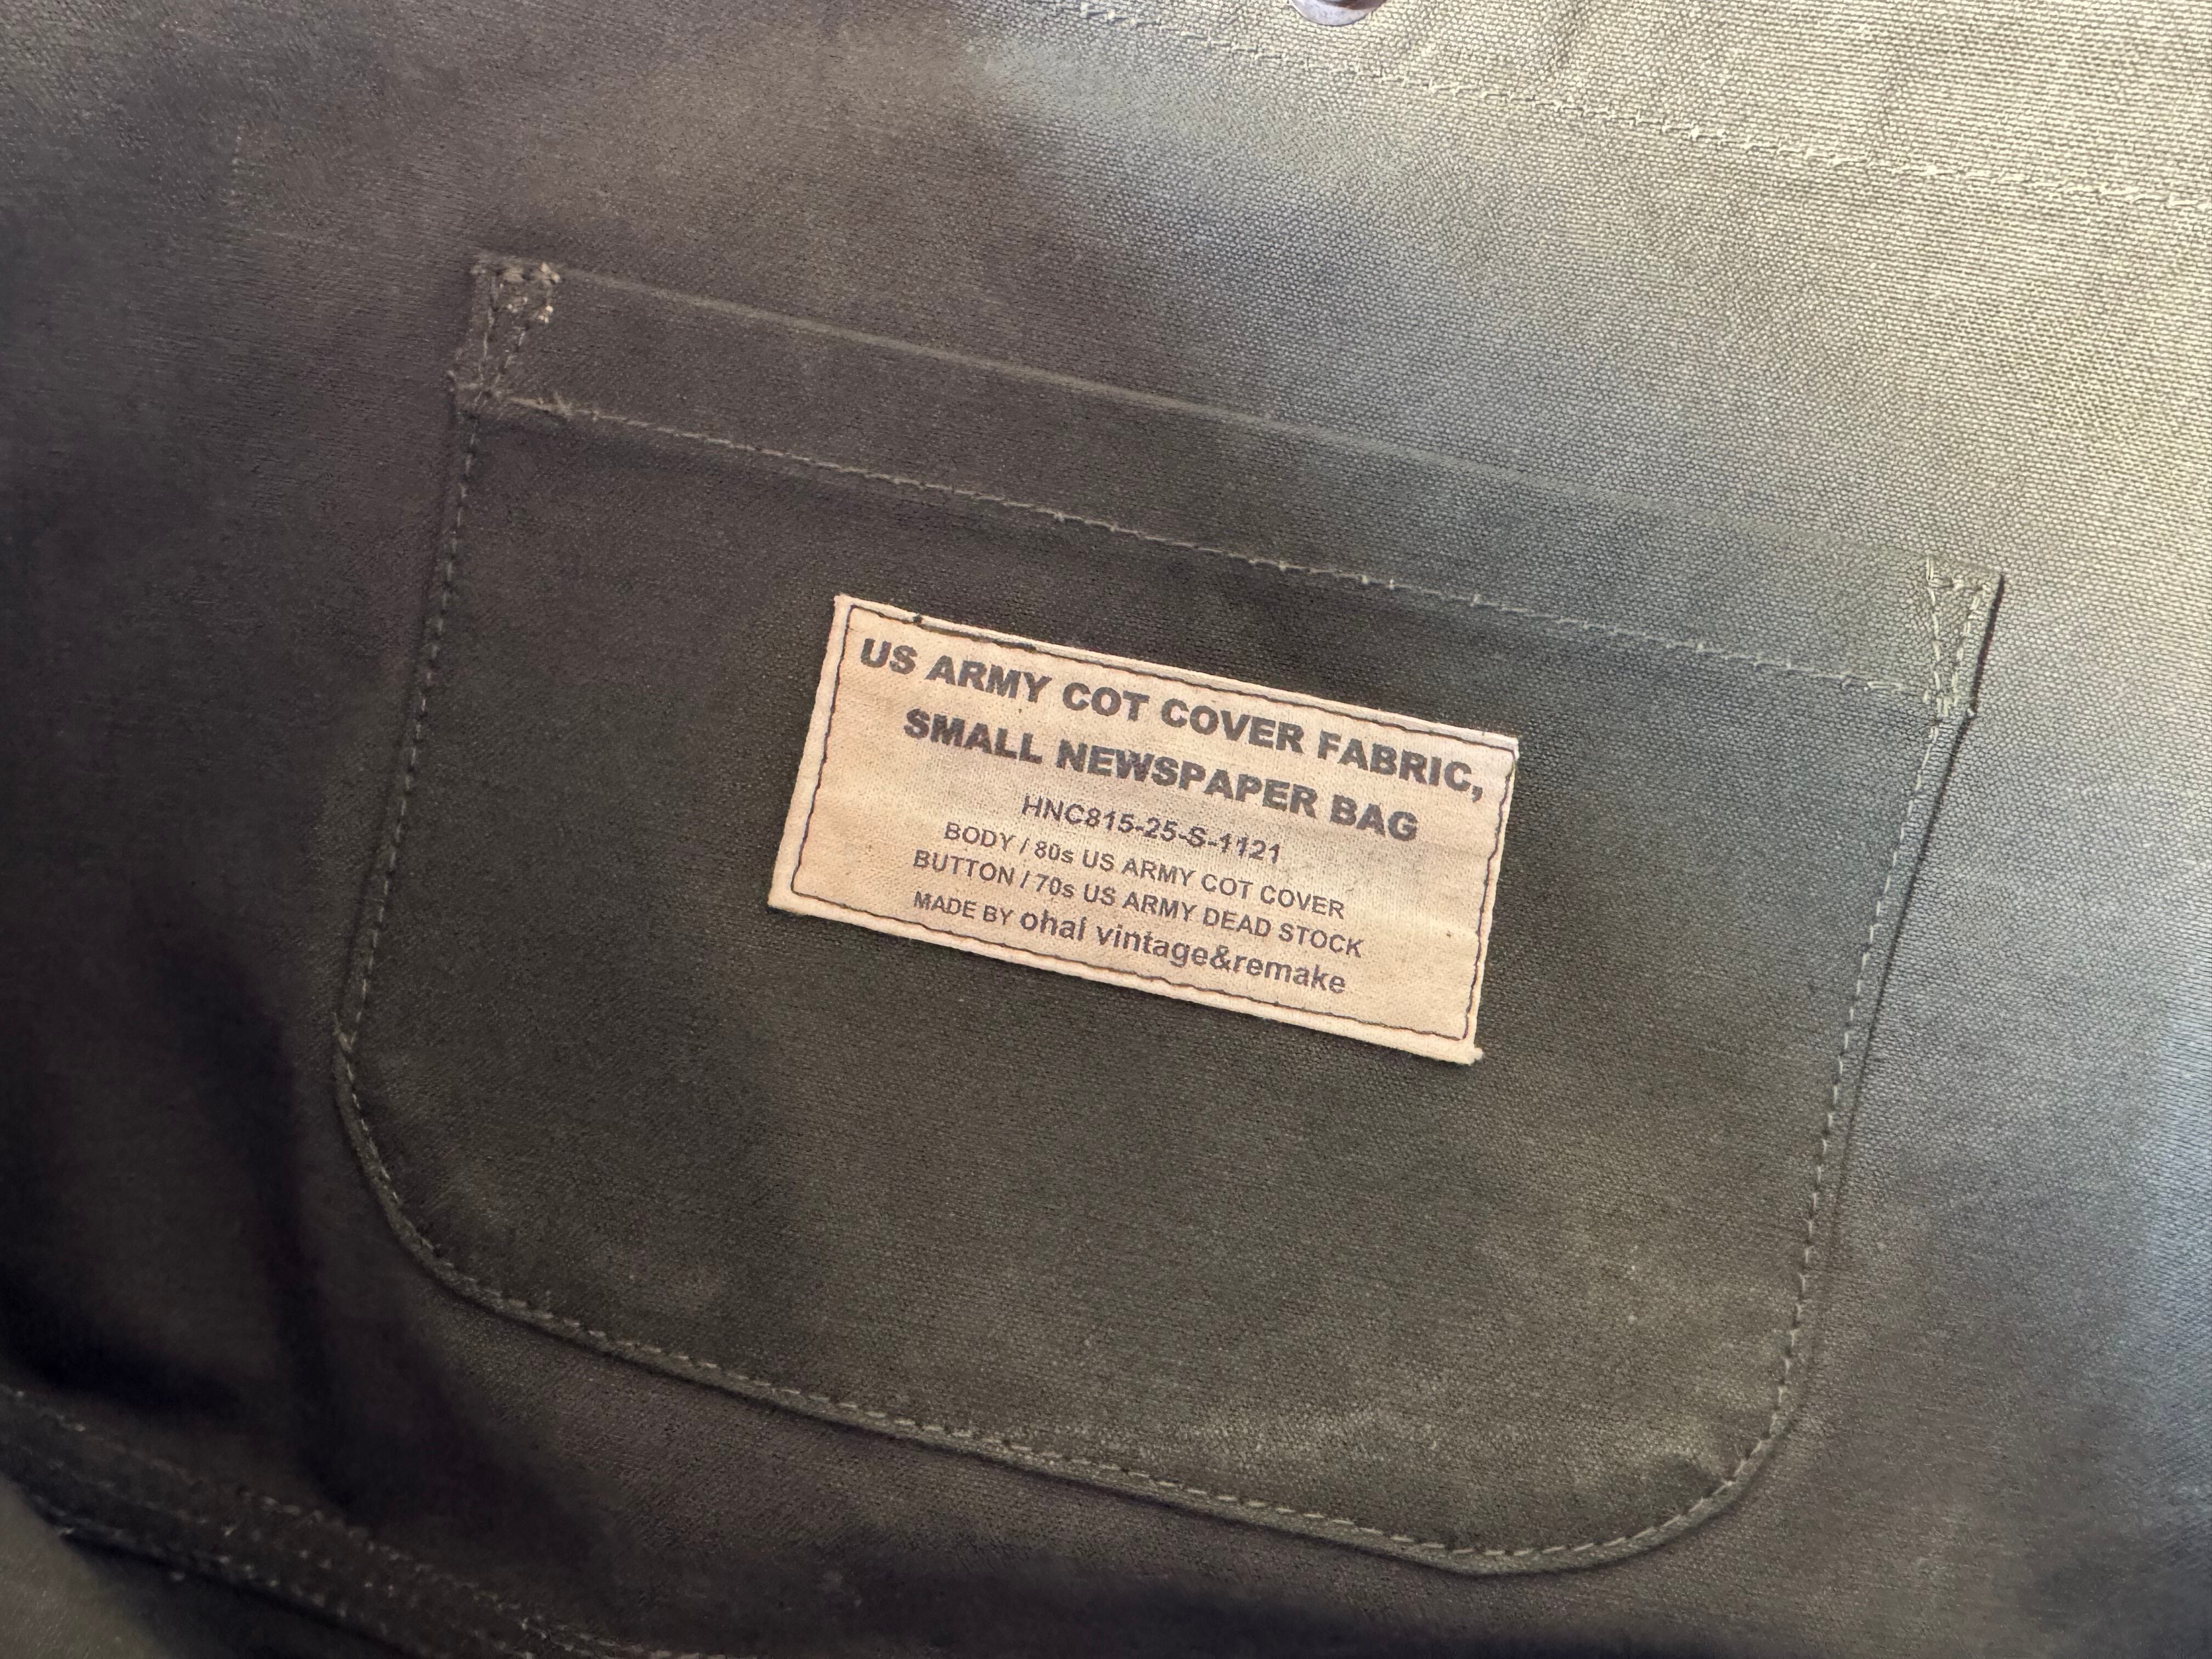 US ARMY COT COVER FABRIC,
SMALL NEWSPAPER BAG
HNC815-25-S-1121
BODY / 80s US ARMY COT COVER
BUTTON / 70s US ARMY DEAD STOCK
MADE BY ohal vintage&remake